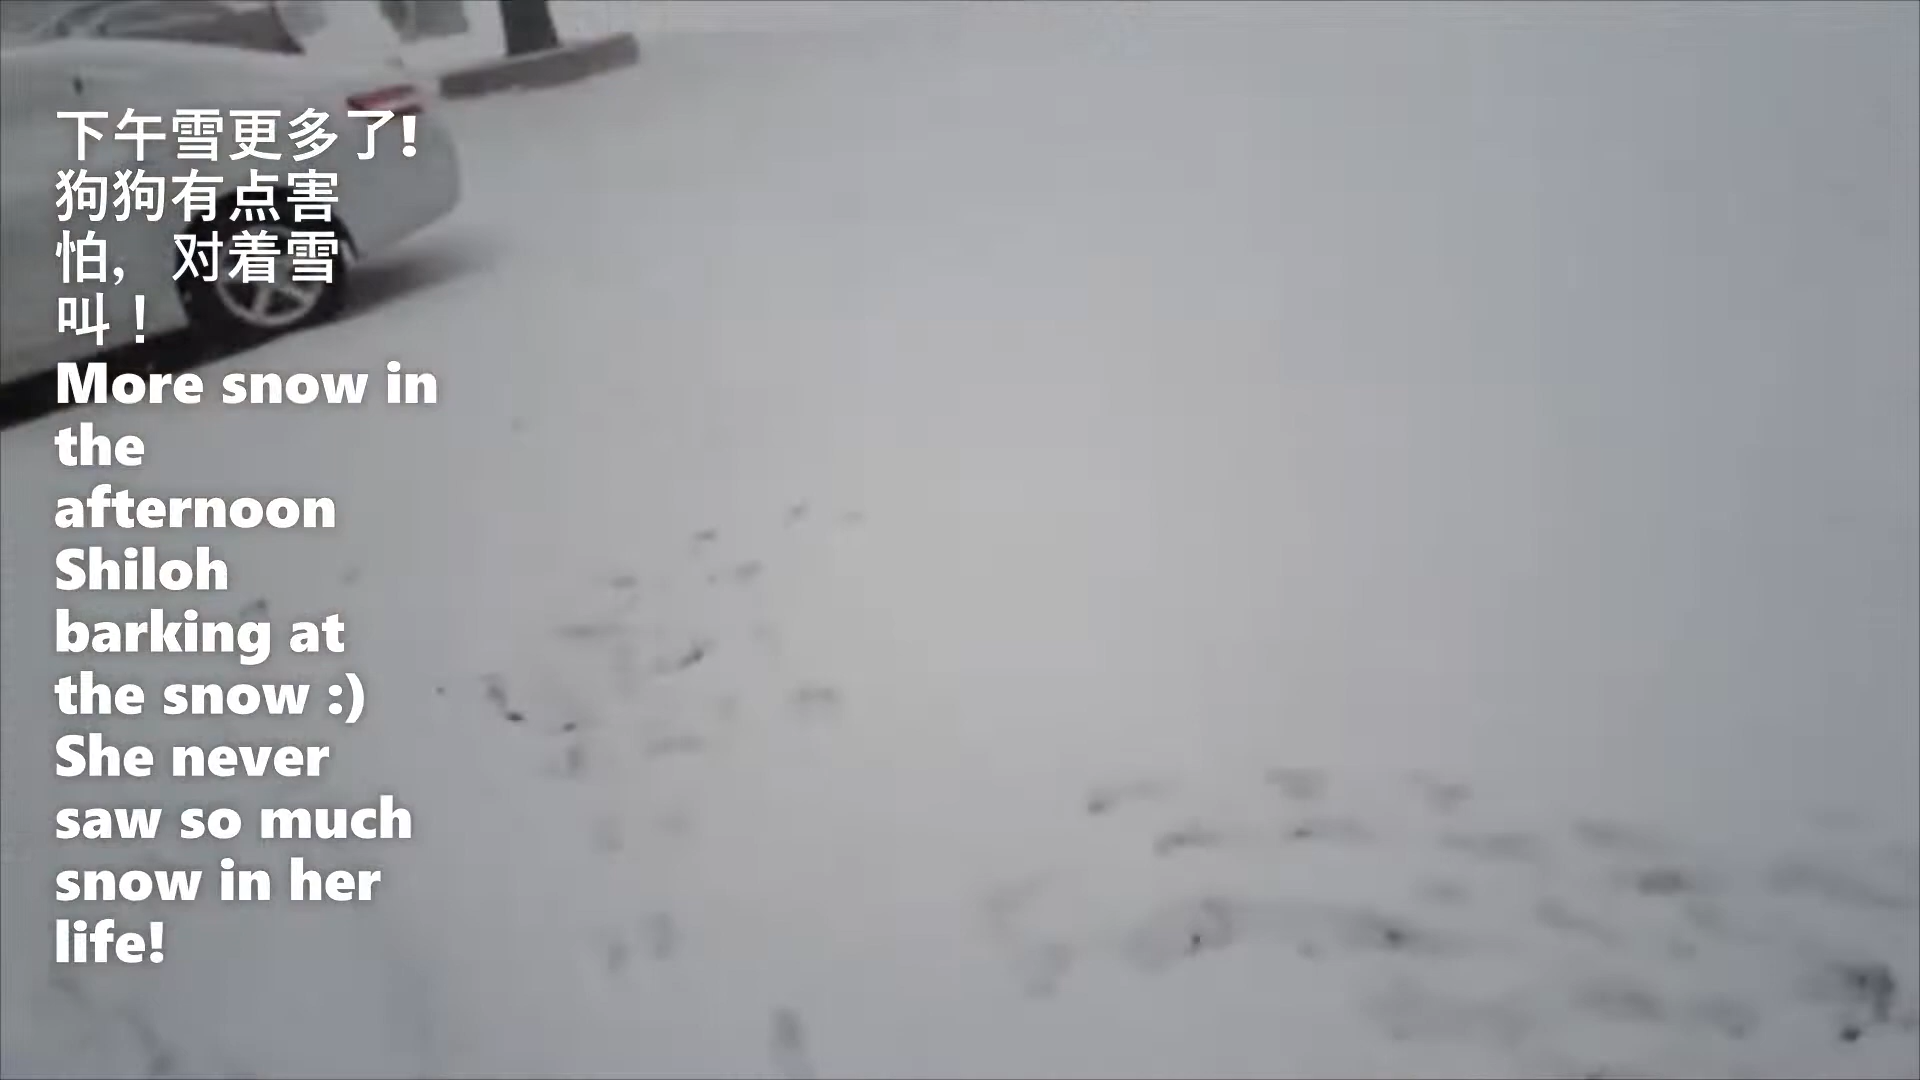 下午雪更多了!
狗狗有点害
怕，对着雪
叫！
More snow in
the
afternoon
Shiloh
barking at
the snow :)
She never
saw so much
snow in her
life!